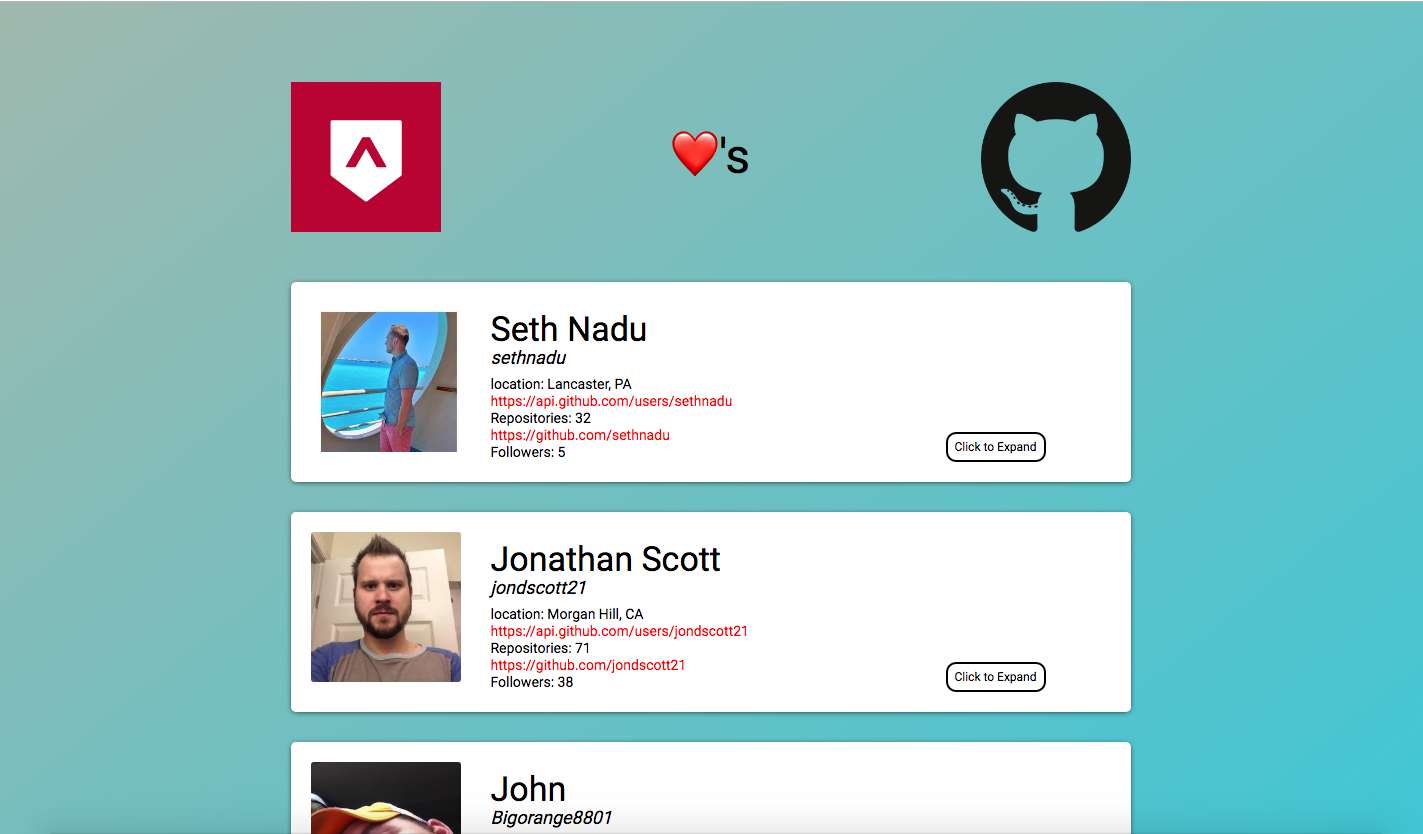 ❤️'s
Seth Nadu
sethnadu
location: Lancaster, PA
https://api.github.com/users/sethnadu
Repositories: 32
https://github.com/sethnadu
Followers: 5
Click to Expand
Jonathan Scott
jondscott21
location: Morgan Hill, CA
https://api.github.com/users/jondscott21
Repositories: 71
https://github.com/jondscott21
Followers: 38
Click to Expand
John
Bigorange8801